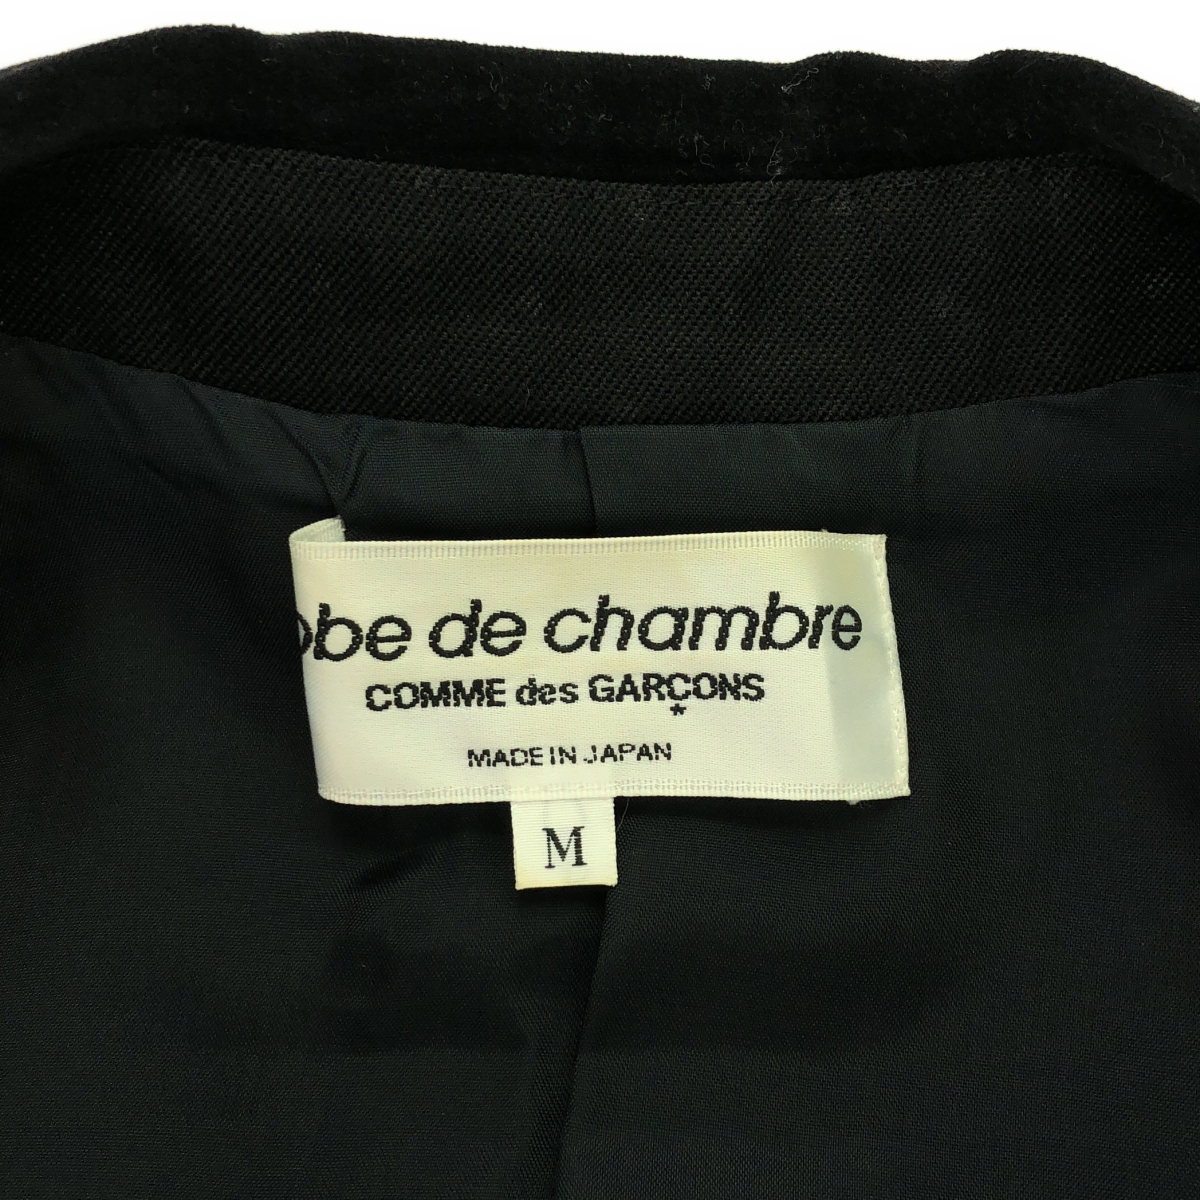 obe de chambre
COMME des GARÇONS
*
MADE IN JAPAN
M